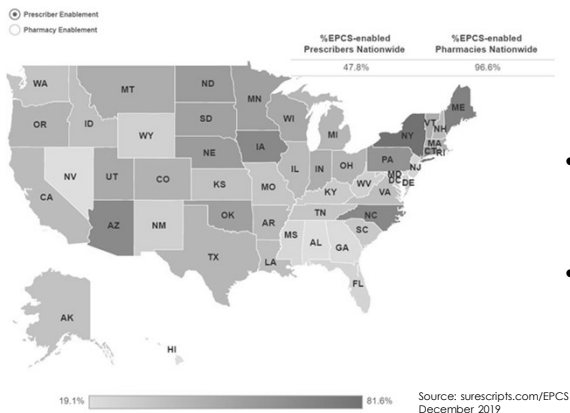 Prescriber Enablement
Pharmacy Enablement
%EPCS-enabled Prescribers Nationwide
%EPCS-enabled Pharmacies Nationwide
47.8%
96.6%
WA
MT
ND
MN
OR
ID
WY
SD
WI
MI
NY
VT
NH
ME
MA
CT
RI
NE
IA
PA
NJ
NV
UT
CO
KS
MO
IL
IN
OH
WV
MD
DC
DE
VA
KY
CA
AZ
NM
OK
AR
TN
NC
SC
MS
AL
GA
TX
LA
FL
AK
HI
19.1%
81.6%
Source: surescripts.com/EPCS
December 2019